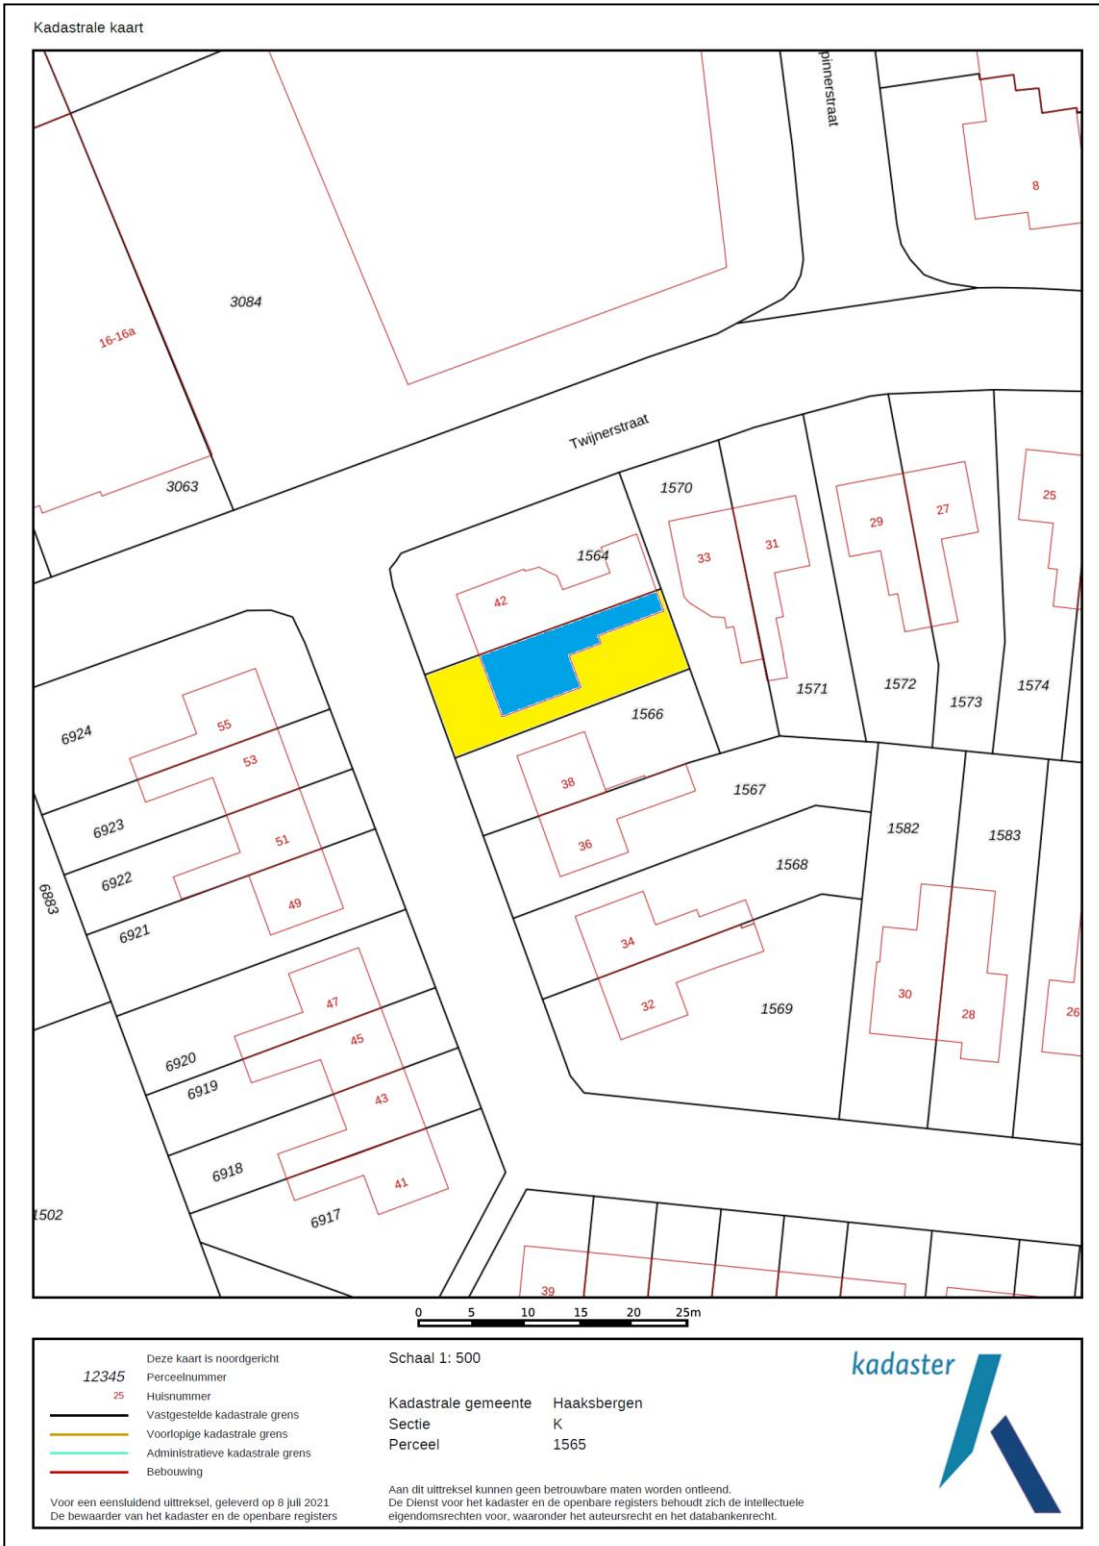 Kadastrale kaart
pinnerstraat
8
3084
16-16a
Twijnerstraat
3063
1570
25
27
29
1564
31
33
42
1574
1572
1571
1573
1566
6924
55
53
38
1567
6923
1582
1583
51
36
1568
6922
6883
49
6921
34
30
47
32
1569
28
26
45
6920
6919
43
6918
41
1502
6917
39
0 5 10 15 20 25m
Deze kaart is noordgericht
12345 Perceelnummer
25 Huisnummer
Vastgestelde kadastrale grens
Voorlopige kadastrale grens
Administratieve kadastrale grens
Bebouwing
Voor een eensluidend uittreksel, geleverd op 8 juli 2021
De bewaarder van het kadaster en de openbare registers
Schaal 1: 500
Kadastrale gemeente Haaksbergen
Sectie K
Perceel 1565
Aan dit uittreksel kunnen geen betrouwbare maten worden ontleend.
De Dienst voor het kadaster en de openbare registers behoudt zich de intellectuele
eigendomsrechten voor, waaronder het auteursrecht en het databankenrecht.
kadaster